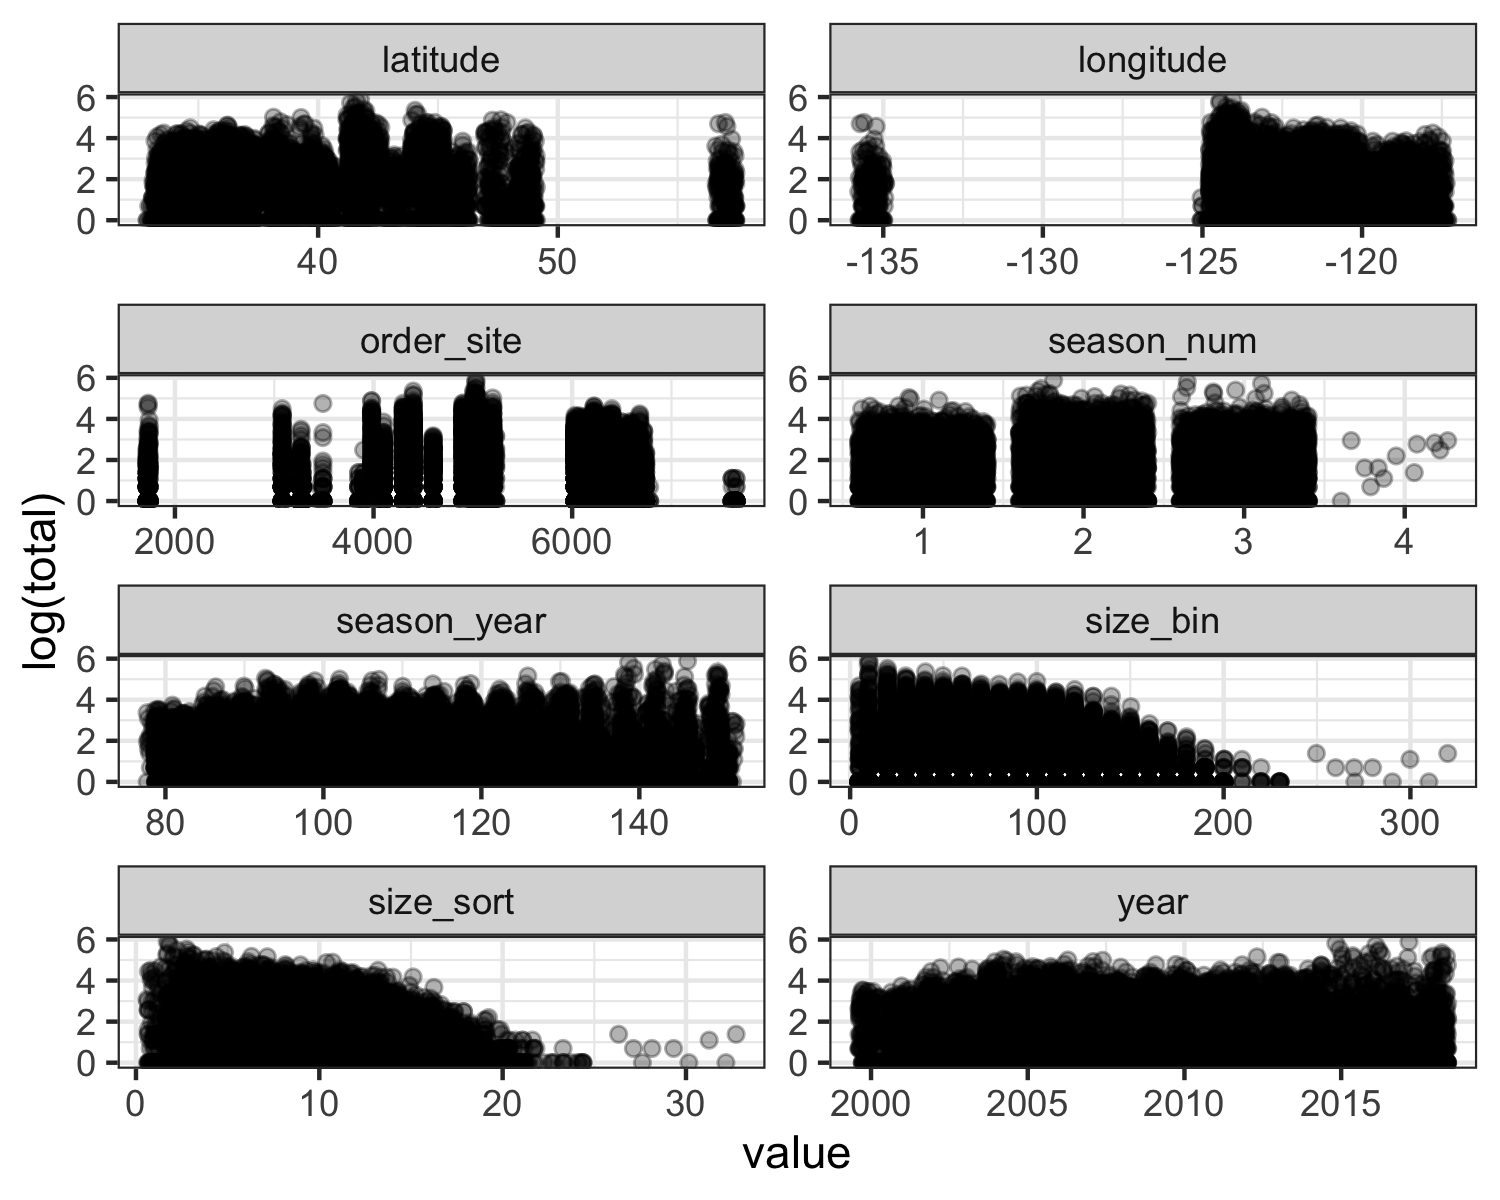 latitude longitude
6 6
4 4
2 2
0 0
40 50 -135 -130 -125 -120
order_site season_num
6 6
4 4
2 2
0 0
2000 4000 6000 1 2 3 4
log(total)
season_year size_bin
6 6
4 4
2 2
0 0
80 100 120 140 0 100 200 300
size_sort year
6 6
4 4
2 2
0 0
0 10 20 30 2000 2005 2010 2015
value